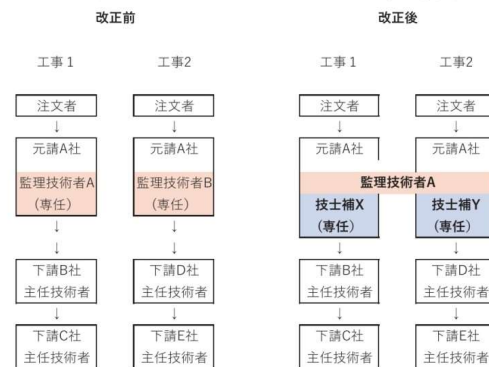 改正前
改正後
工事1
工事2
工事1
工事2
注文者
注文者
注文者
注文者
↓
↓
↓
↓
元請A社
元請A社
元請A社
元請A社
監理技術者A
(専任)
監理技術者B
(専任)
監理技術者A
技士補X
(専任)
技士補Y
(専任)
↓
↓
↓
↓
↓
↓
↓
↓
下請B社
主任技術者
下請D社
主任技術者
下請B社
主任技術者
下請D社
主任技術者
↓
↓
↓
↓
下請C社
主任技術者
下請E社
主任技術者
下請C社
主任技術者
下請E社
主任技術者